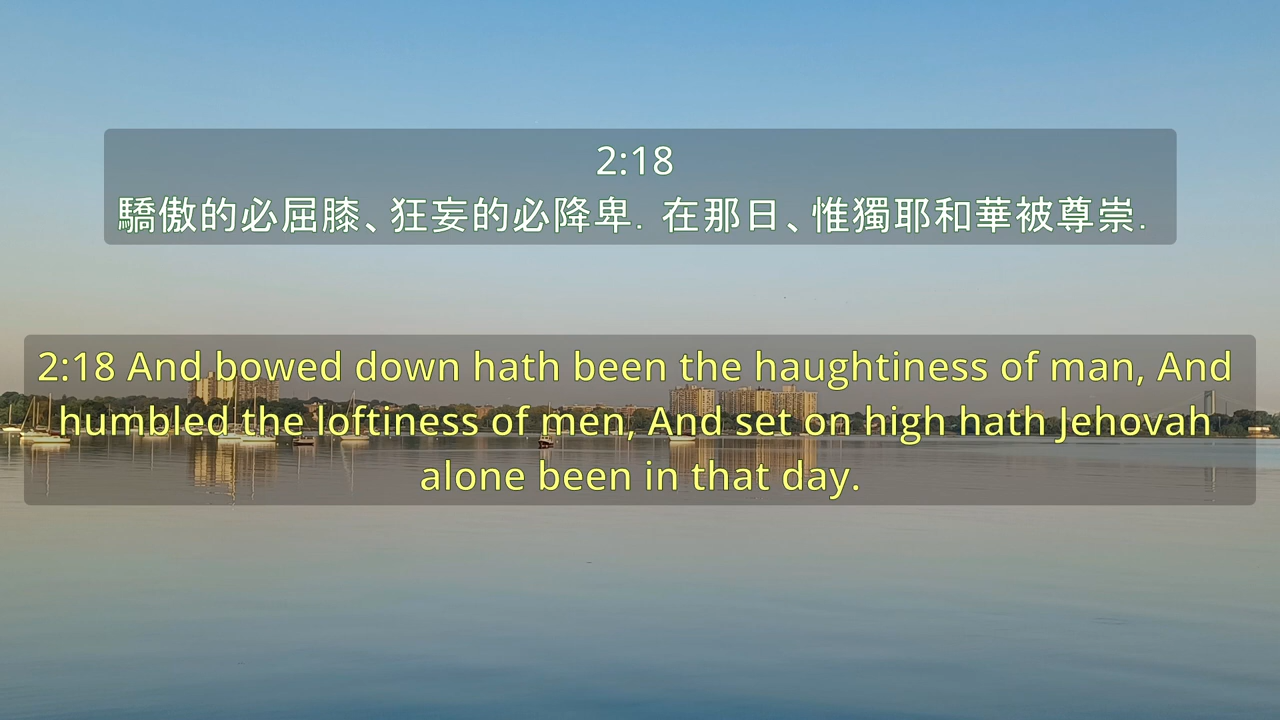 2:18
驕傲的必屈膝、狂妄的必降卑. 在那日、惟獨耶和華被尊崇.
2:18 And bowed down hath been the haughtiness of man, And
humbled the loftiness of men, And set on high hath Jehovah
alone been in that day.